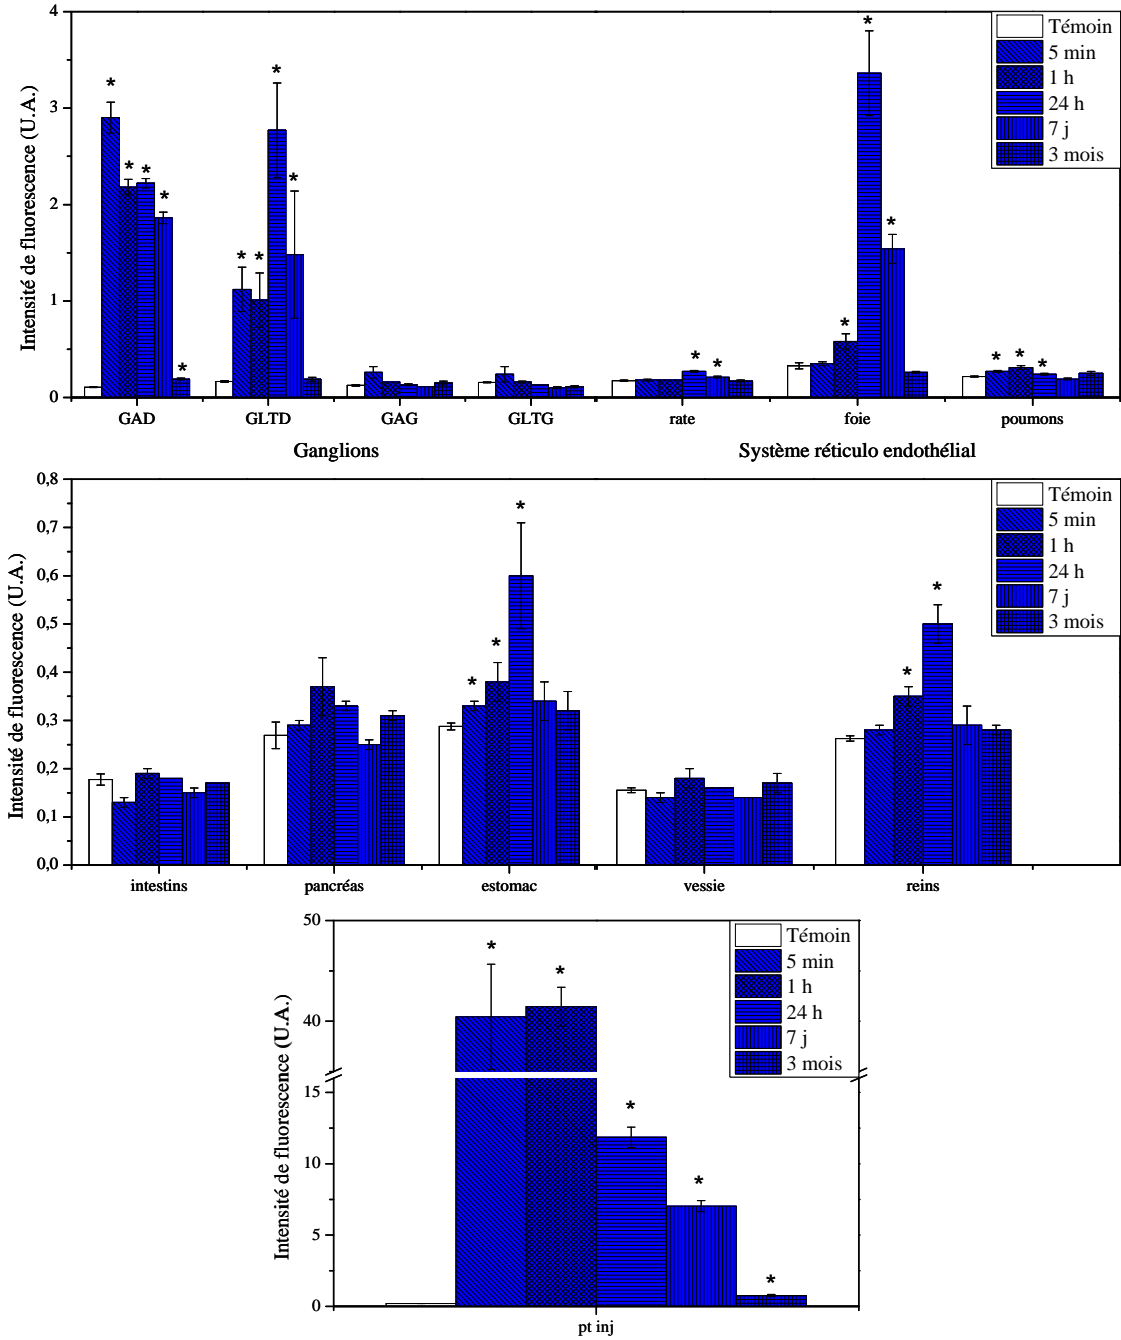 4
3
2
1
0
Intensité de fluorescence (U.A.)
Témoin
5 min
1 h
24 h
7 j
3 mois
* * * * * * * * * * * * * * * * * *
GAD GLTD GAG GLTG rate foie poumons
Ganglions Système réticulo endothélial
0,8
0,7
0,6
0,5
0,4
0,3
0,2
0,1
0,0
Intensité de fluorescence (U.A.)
Témoin
5 min
1 h
24 h
7 j
3 mois
* * * * *
intestins pancréas estomac vessie reins
50
40
15
10
5
0
Intensité de fluorescence (U.A.)
Témoin
5 min
1 h
24 h
7 j
3 mois
* * * * *
pt inj